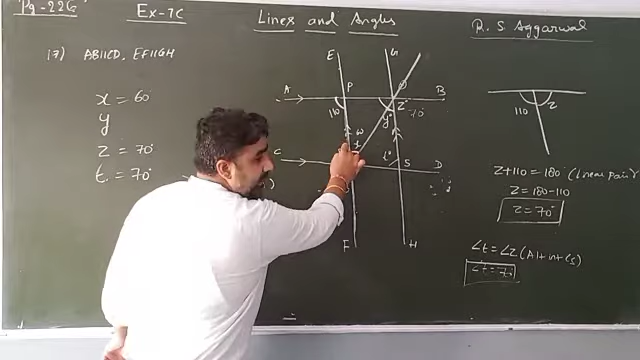 Pg-226 Ex-7C Lines and Angles R. S Aggarwal
17) AB||CD, EF||GH
x = 60°
y
z = 70°
t = 70°
E G
A P B
110 z°
y°
C S D
F H
110 z
z + 110 = 180° (Linear pair)
z = 180 - 110
z = 70°
∠t = ∠z (Alt int ∠s)
∠t = 70